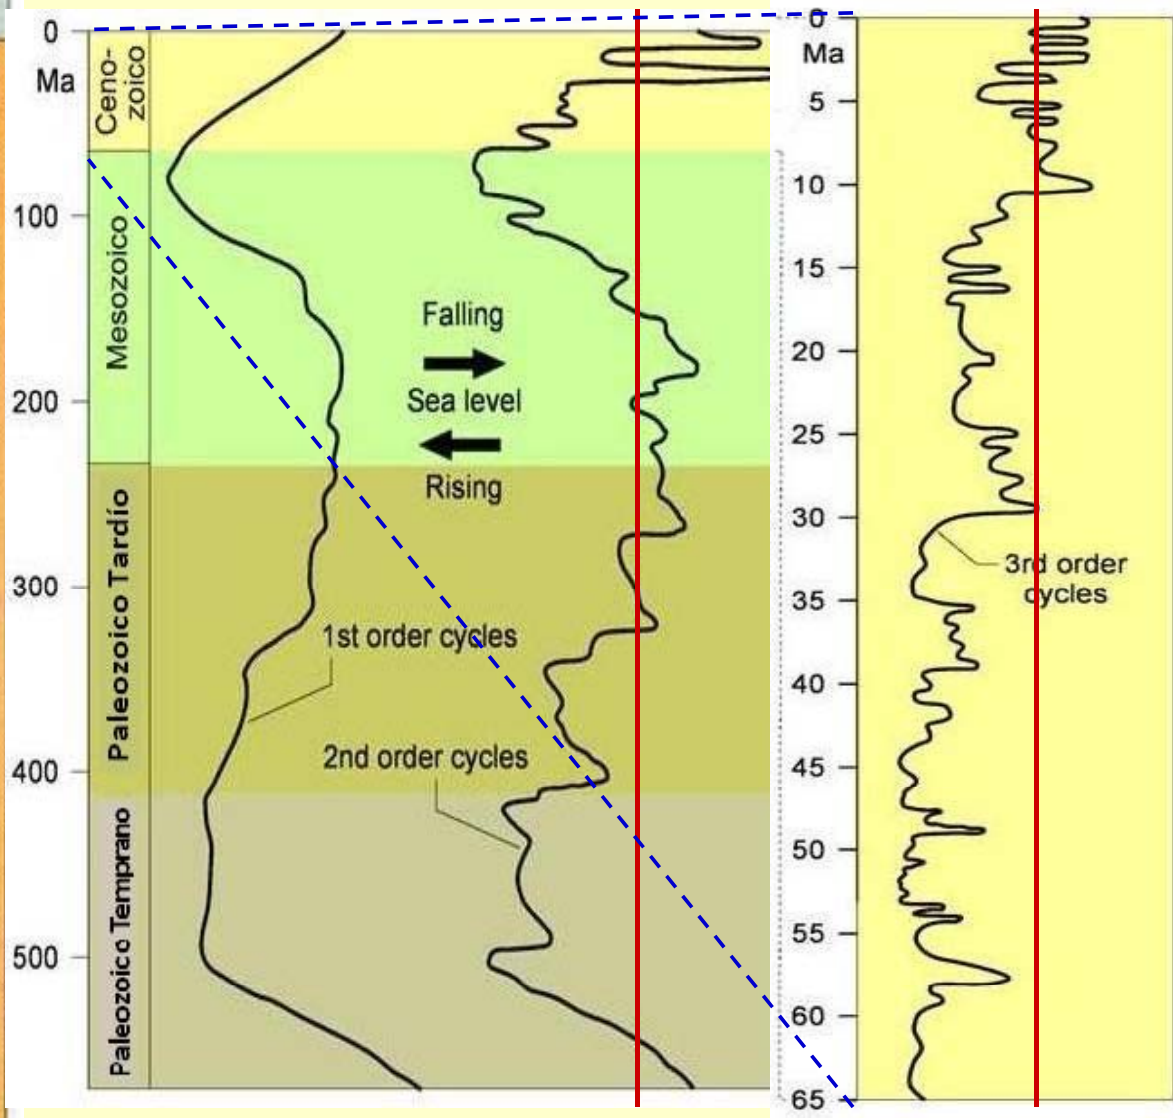 0
Ma
100
200
300
400
500
Ceno-
zoico
Mesozoico
Paleozoico Tardío
Paleozoico Temprano
Falling
Sea level
Rising
1st order cycles
2nd order cycles
0
Ma
5
10
15
20
25
30
35
40
45
50
55
60
65
3rd order
cycles